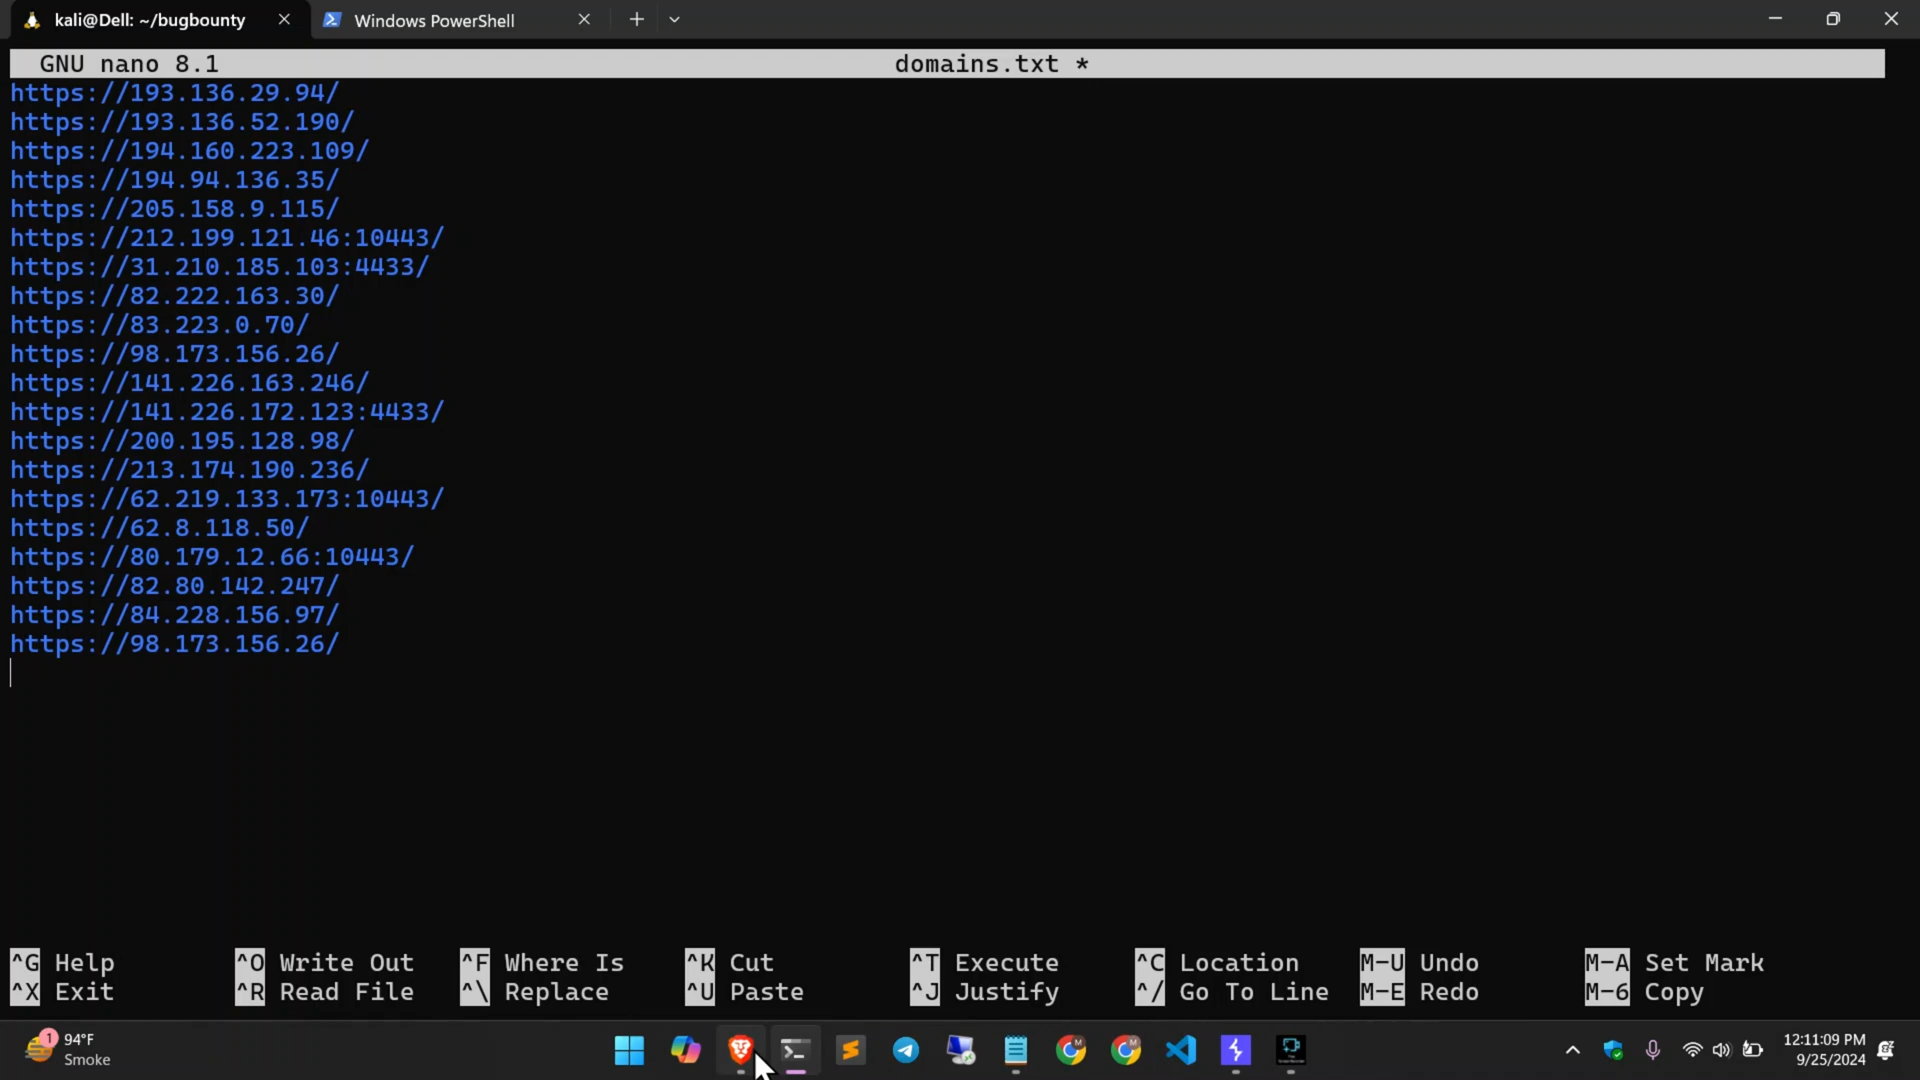 kali@Dell: ~/bugbounty
Windows PowerShell
GNU nano 8.1 domains.txt *
https://193.136.29.94/
https://193.136.52.190/
https://194.160.223.109/
https://194.94.136.35/
https://205.158.9.115/
https://212.199.121.46:10443/
https://31.210.185.103:4433/
https://82.222.163.30/
https://83.223.0.70/
https://98.173.156.26/
https://141.226.163.246/
https://141.226.172.123:4433/
https://200.195.128.98/
https://213.174.190.236/
https://62.219.133.173:10443/
https://62.8.118.50/
https://80.179.12.66:10443/
https://82.80.142.247/
https://84.228.156.97/
https://98.173.156.26/
^G Help ^O Write Out ^F Where Is ^K Cut ^T Execute ^C Location M-U Undo M-A Set Mark
^X Exit ^R Read File ^\ Replace ^U Paste ^J Justify ^/ Go To Line M-E Redo M-6 Copy
1 94°F
Smoke
12:11:09 PM
9/25/2024